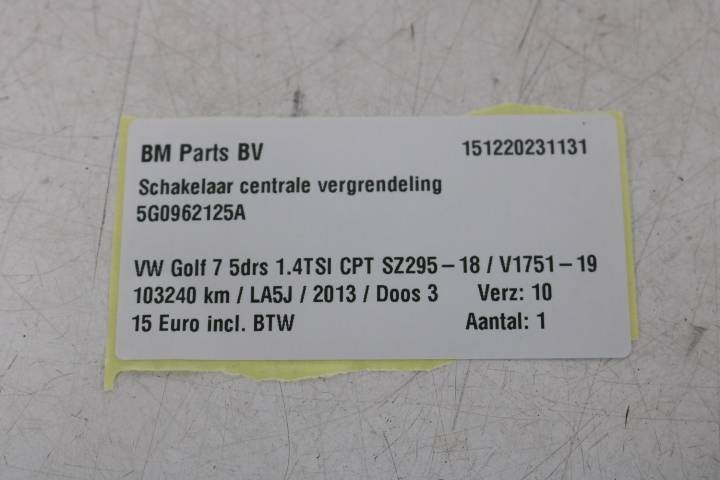 BM Parts BV 151220231131
Schakelaar centrale vergrendeling
5G0962125A
VW Golf 7 5drs 1.4TSI CPT SZ295-18 / V1751-19
103240 km / LA5J / 2013 / Doos 3 Verz: 10
15 Euro incl. BTW Aantal: 1